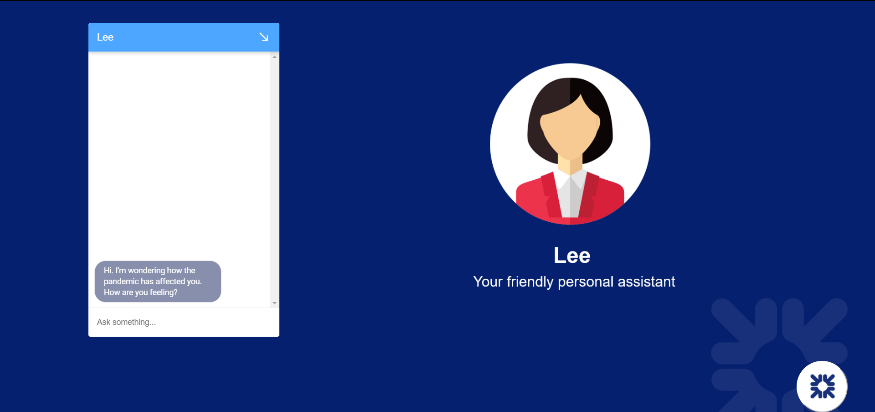 Lee
Hi. I'm wondering how the
pandemic has affected you.
How are you feeling?
Ask something...
Lee
Your friendly personal assistant